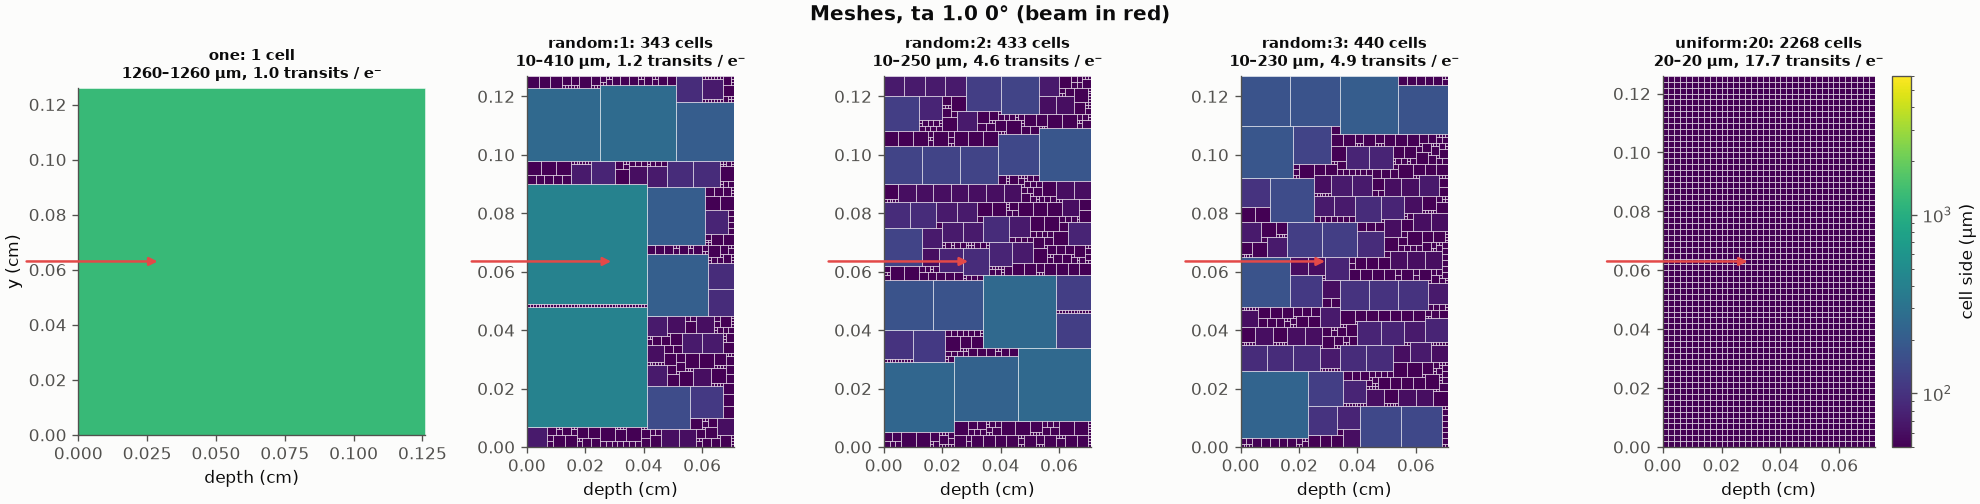 Meshes, ta 1.0 0° (beam in red)
one: 1 cell
1260–1260 µm, 1.0 transits / e⁻
y (cm)
0.12
0.10
0.08
0.06
0.04
0.02
0.00
0.000 0.025 0.050 0.075 0.100 0.125
depth (cm)
random:1: 343 cells
10–410 µm, 1.2 transits / e⁻
0.12
0.10
0.08
0.06
0.04
0.02
0.00
0.00 0.02 0.04 0.06
depth (cm)
random:2: 433 cells
10–250 µm, 4.6 transits / e⁻
0.12
0.10
0.08
0.06
0.04
0.02
0.00
0.00 0.02 0.04 0.06
depth (cm)
random:3: 440 cells
10–230 µm, 4.9 transits / e⁻
0.12
0.10
0.08
0.06
0.04
0.02
0.00
0.00 0.02 0.04 0.06
depth (cm)
uniform:20: 2268 cells
20–20 µm, 17.7 transits / e⁻
0.12
0.10
0.08
0.06
0.04
0.02
0.00
0.00 0.02 0.04 0.06
depth (cm)
10³
10²
cell side (µm)